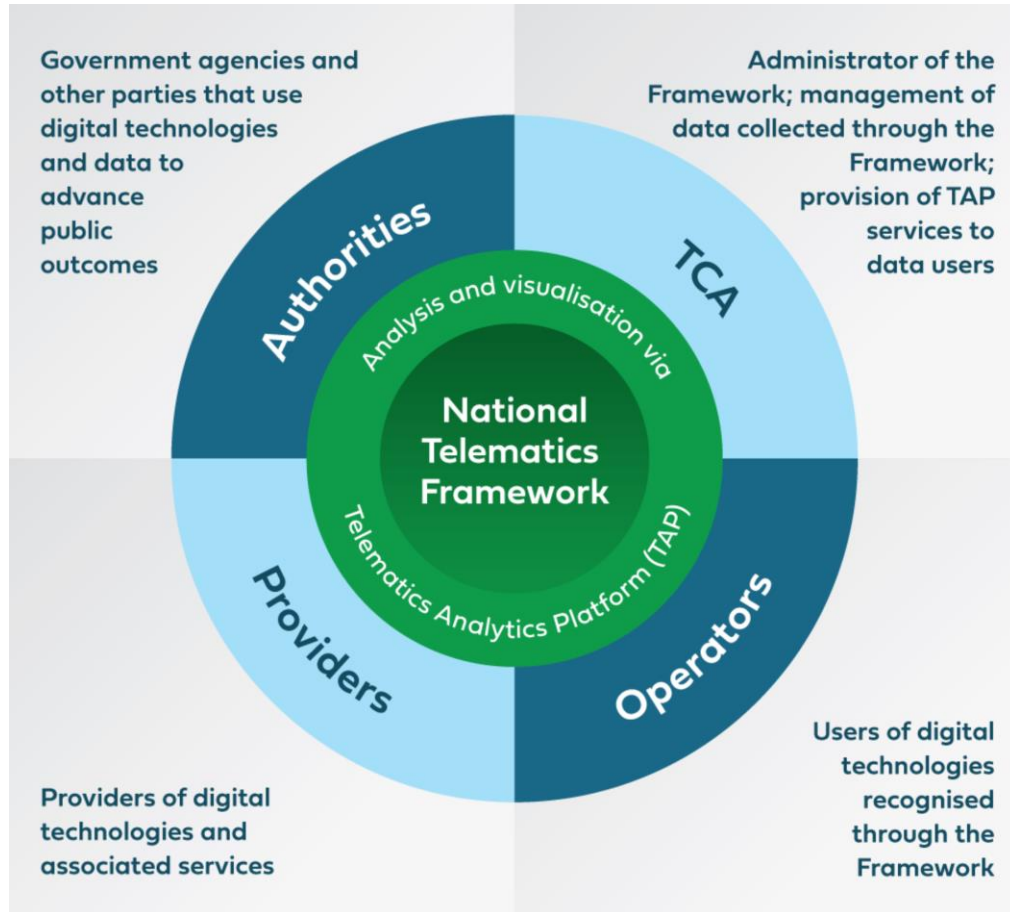 Government agencies and
other parties that use
digital technologies
and data to
advance
public
outcomes
Administrator of the
Framework; management of
data collected through the
Framework;
provision of TAP
services to
data users
Authorities
TCA
Analysis and visualisation via
National
Telematics
Framework
Telematics Analytics Platform (TAP)
Providers
Operators
Providers of digital
technologies and
associated services
Users of digital
technologies
recognised
through the
Framework